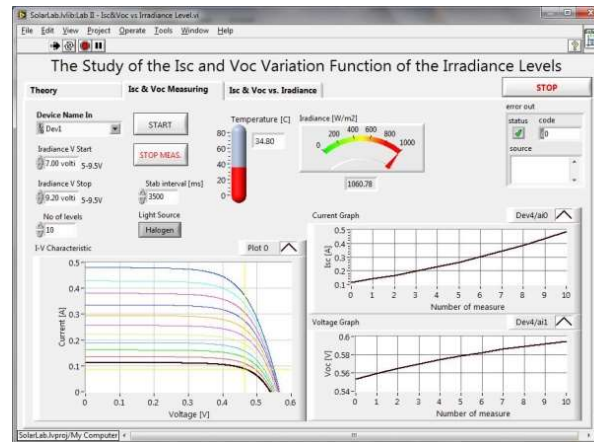 SolarLab.lvlib:Lab II - Isc&Voc vs Irradiance Level.vi
File Edit View Project Operate Tools Window Help
The Study of the Isc and Voc Variation Function of the Irradiance Levels
Theory
Isc & Voc Measuring
Isc & Voc vs. Iradiance
STOP
Device Name In
Dev1
START
STOP MEAS.
Iradiance V Start
7.00 volti 5-9.5V
Iradiance V Stop
9.20 volti 5-9.5V
Stab interval [ms]
3500
No of levels
10
Light Source
Halogen
Temperature [C]
34.80
80
60
40
20
0
Iradiance [W/m2]
0 200 400 600 800 1000
1060.78
error out
status code
0
source
I-V Characteristic
Plot 0
Current [A]
0.5
0.4
0.3
0.2
0.1
0
0 0.1 0.2 0.3 0.4 0.5 0.6
Voltage [V]
Current Graph
Dev4/ai0
Isc [A]
0.5
0.4
0.3
0.2
0.1
0 1 2 3 4 5 6 7 8 9 10
Number of measure
Voltage Graph
Dev4/ai1
Voc [V]
0.6
0.58
0.56
0.54
0 1 2 3 4 5 6 7 8 9 10
Number of measure
SolarLab.lvproj/My Computer